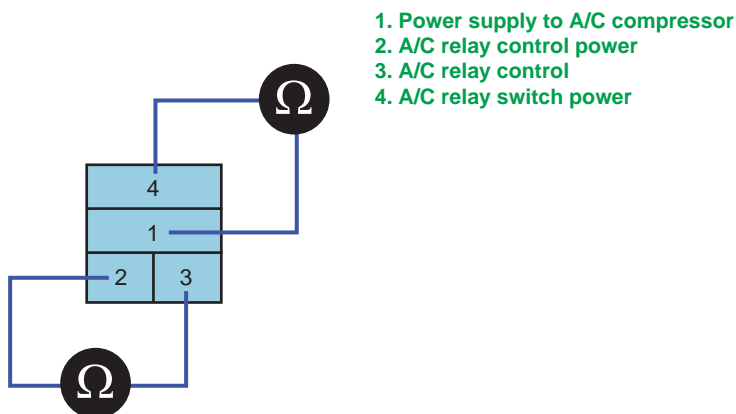 1. Power supply to A/C compressor
2. A/C relay control power
3. A/C relay control
4. A/C relay switch power
Ω
4
1
2 3
Ω